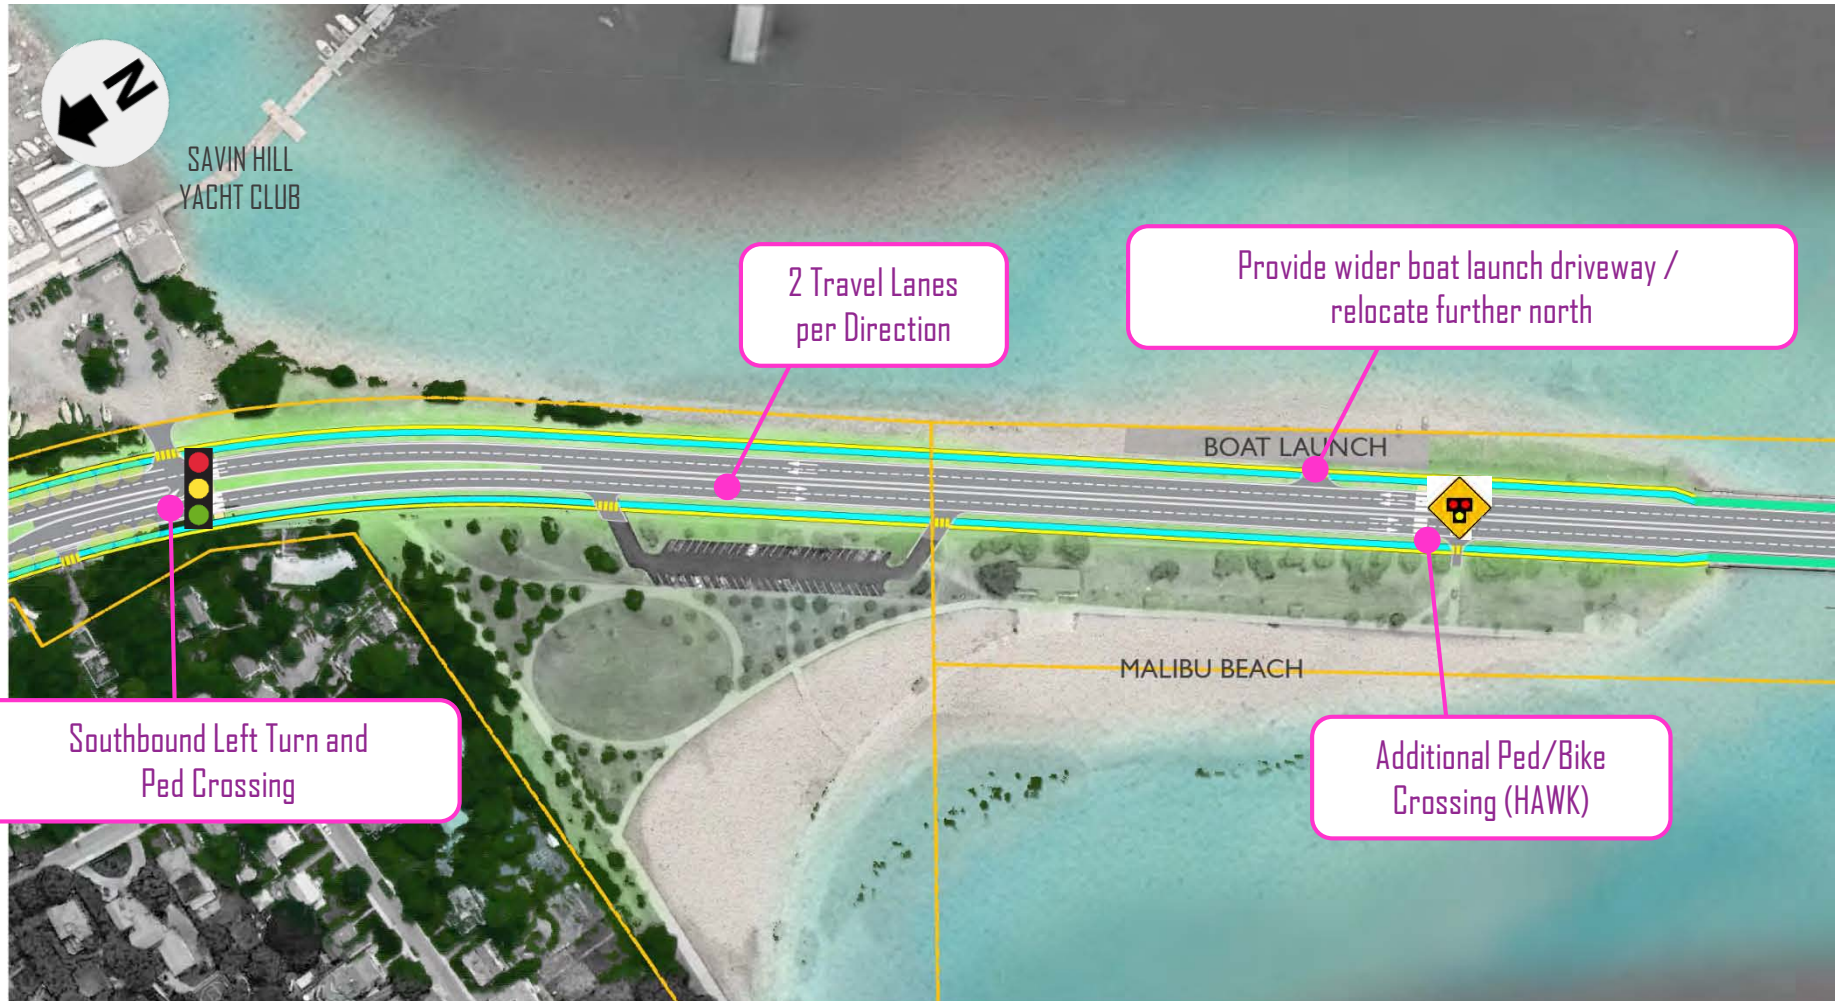 N
SAVIN HILL
YACHT CLUB
2 Travel Lanes
per Direction
Provide wider boat launch driveway /
relocate further north
BOAT LAUNCH
MALIBU BEACH
Southbound Left Turn and
Ped Crossing
Additional Ped/Bike
Crossing (HAWK)